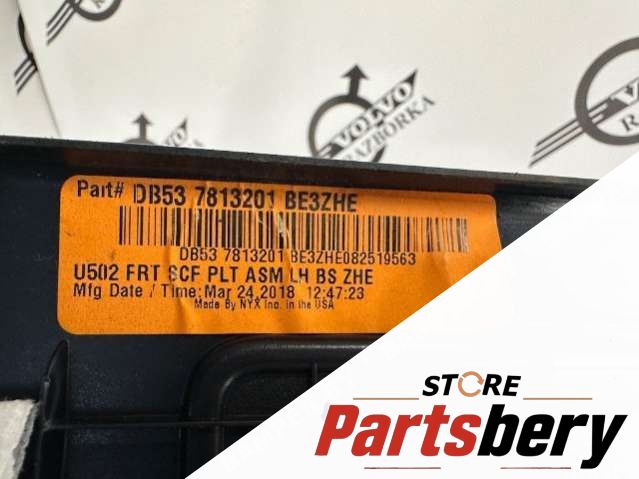 VOLVO
RAZBORKA
VOLVO
Part# DB53 7813201 BE3ZHE
DB53 7813201 BE3ZHE082519563
U502 FRT SCF PLT ASM LH BS ZHE
Mfg Date / Time: Mar 24,2018 12:47:23
Made By NYX Inc. in the USA
STORE
Partsbery